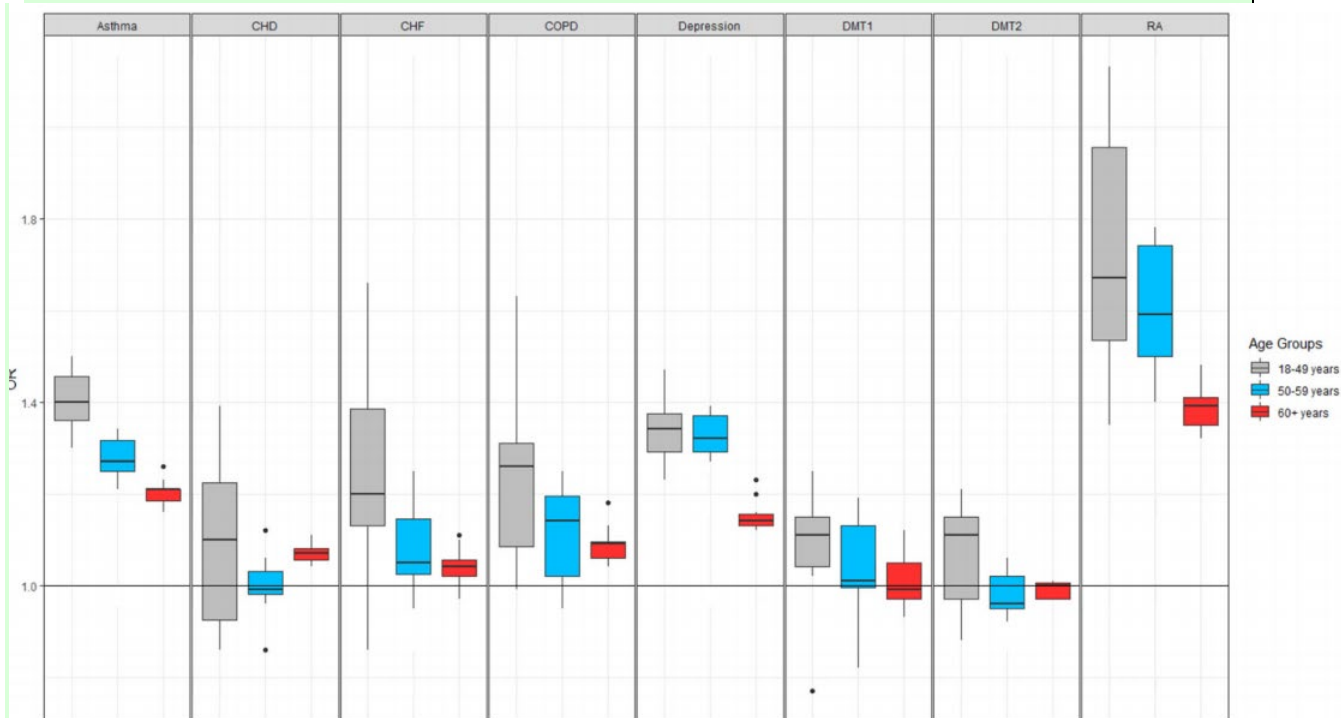 Asthma CHD CHF COPD Depression DMT1 DMT2 RA
1.8
1.4
1.0
Age Groups
18-49 years
50-59 years
60+ years